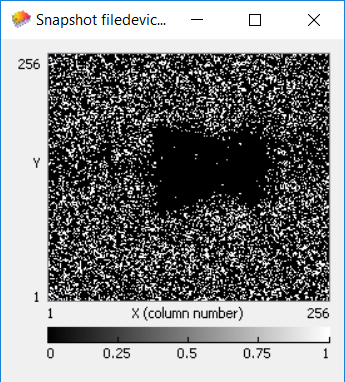 Snapshot filedevic...
256
Y
1
1 X (column number) 256
0 0.25 0.5 0.75 1